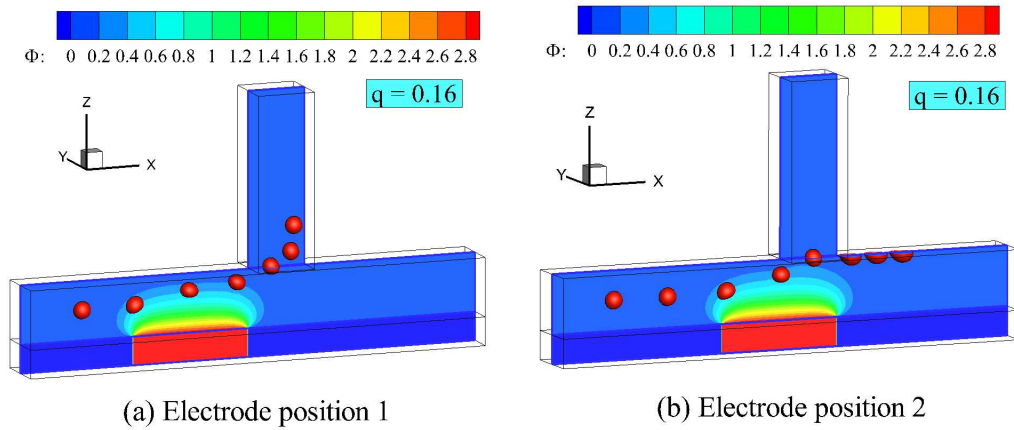 Φ: 0 0.2 0.4 0.6 0.8 1 1.2 1.4 1.6 1.8 2 2.2 2.4 2.6 2.8
q = 0.16
Z
Y
X
(a) Electrode position 1
Φ: 0 0.2 0.4 0.6 0.8 1 1.2 1.4 1.6 1.8 2 2.2 2.4 2.6 2.8
q = 0.16
Z
Y
X
(b) Electrode position 2